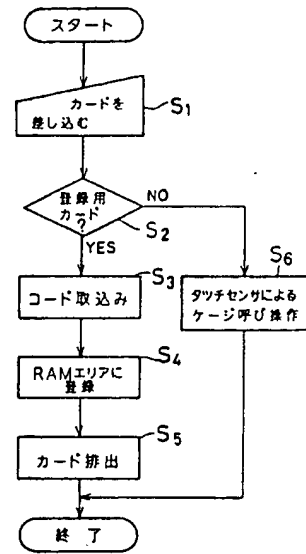 スタート
カードを
差し込む
S1
登録用
カード
?
S2
NO
YES
S3
コード取込み
S6
タッチセンサによる
ケージ呼び操作
S4
RAMエリアに
登録
S5
カード排出
終了